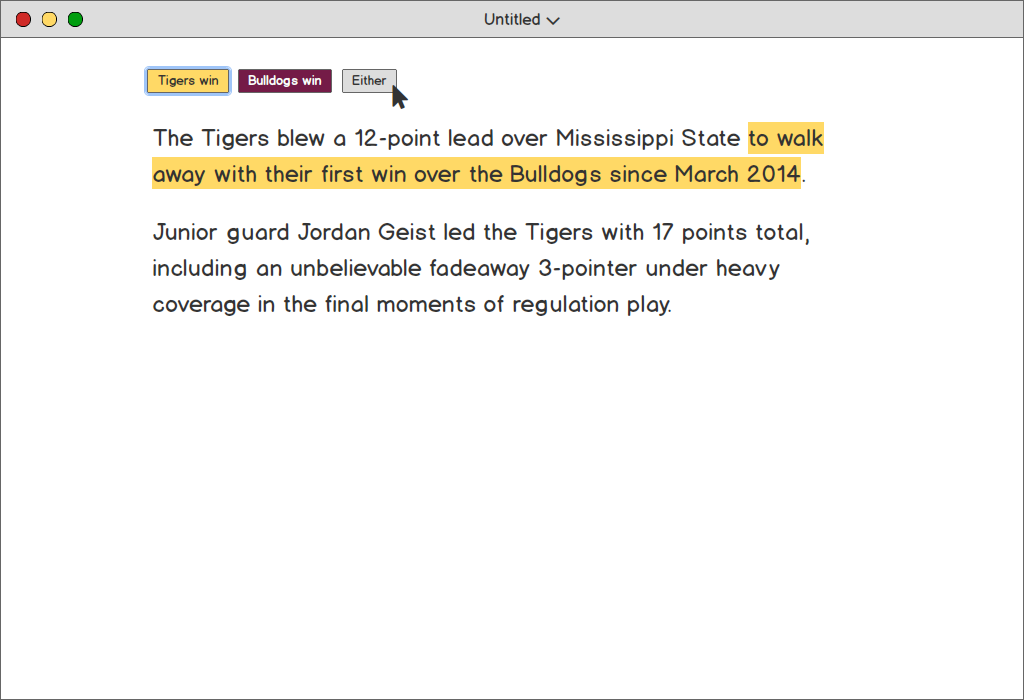 Untitled
Tigers win Bulldogs win Either
The Tigers blew a 12-point lead over Mississippi State to walk
away with their first win over the Bulldogs since March 2014.
Junior guard Jordan Geist led the Tigers with 17 points total,
including an unbelievable fadeaway 3-pointer under heavy
coverage in the final moments of regulation play.